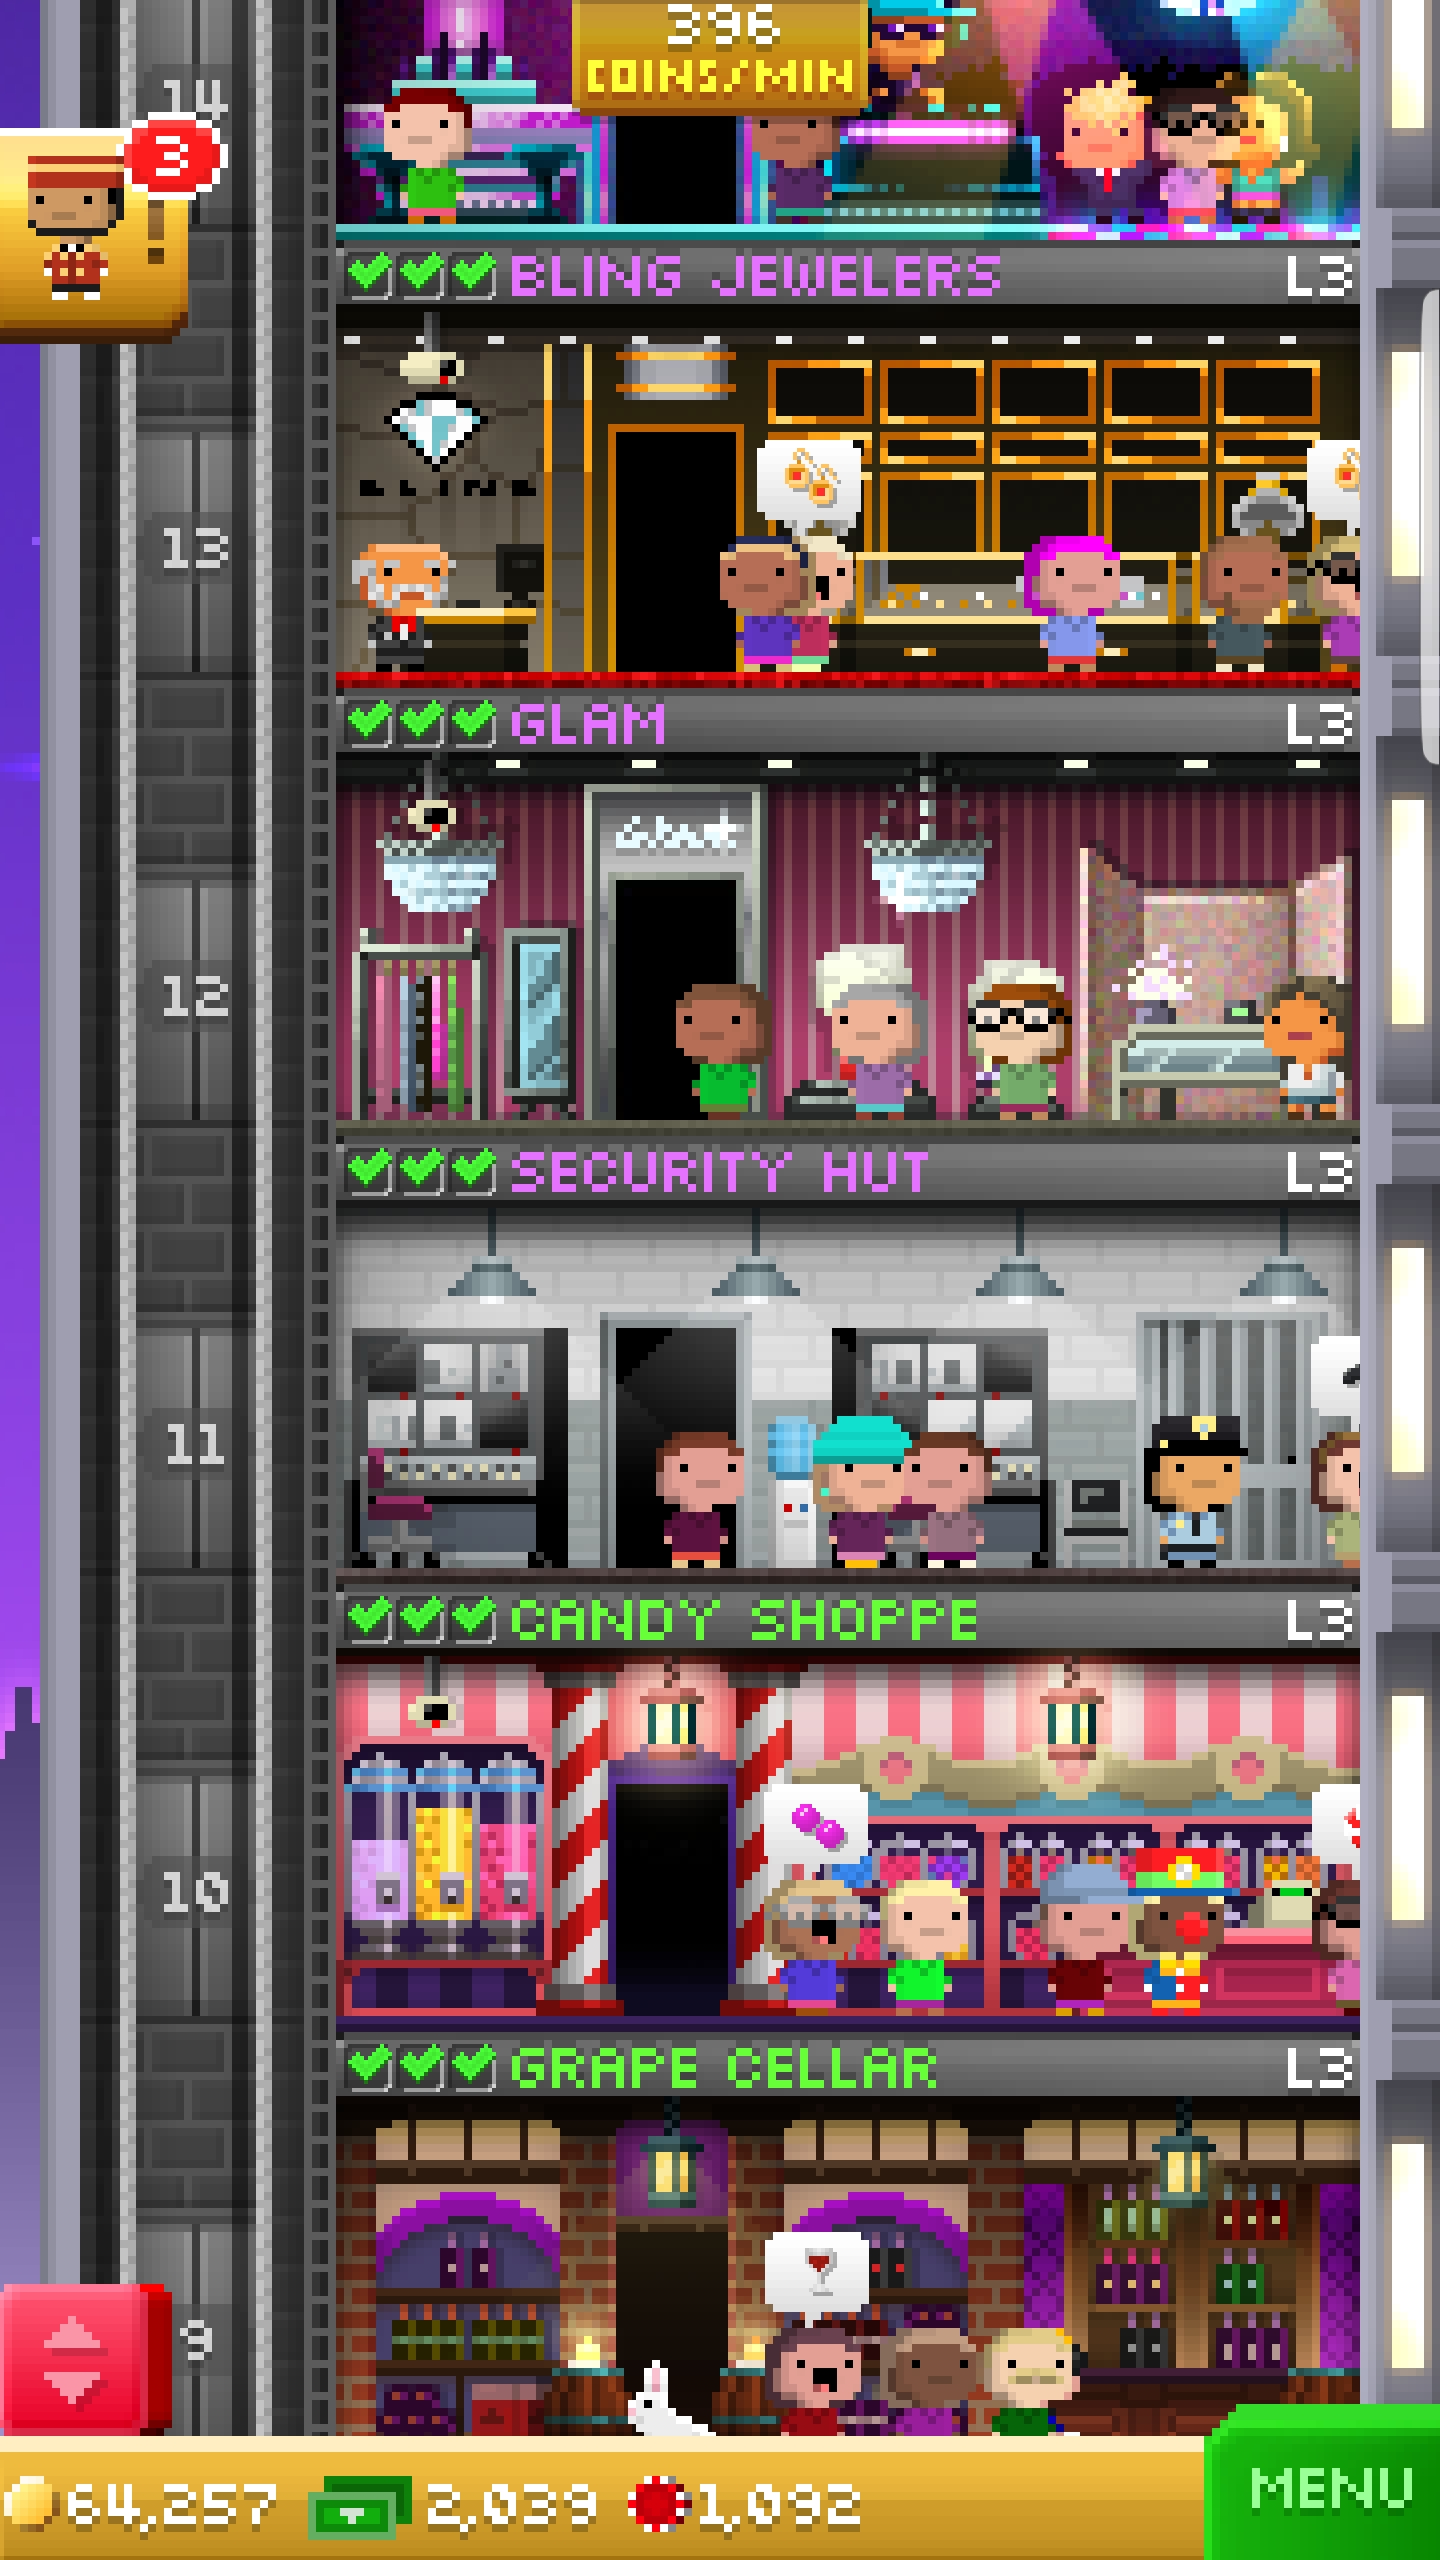 396
COINS/MIN
14
3
BLING JEWELERS L3
BLING
13
GLAM L3
Glam
12
SECURITY HUT L3
11
CANDY SHOPPE L3
10
GRAPE CELLAR L3
9
64,257 2,039 1,092
MENU